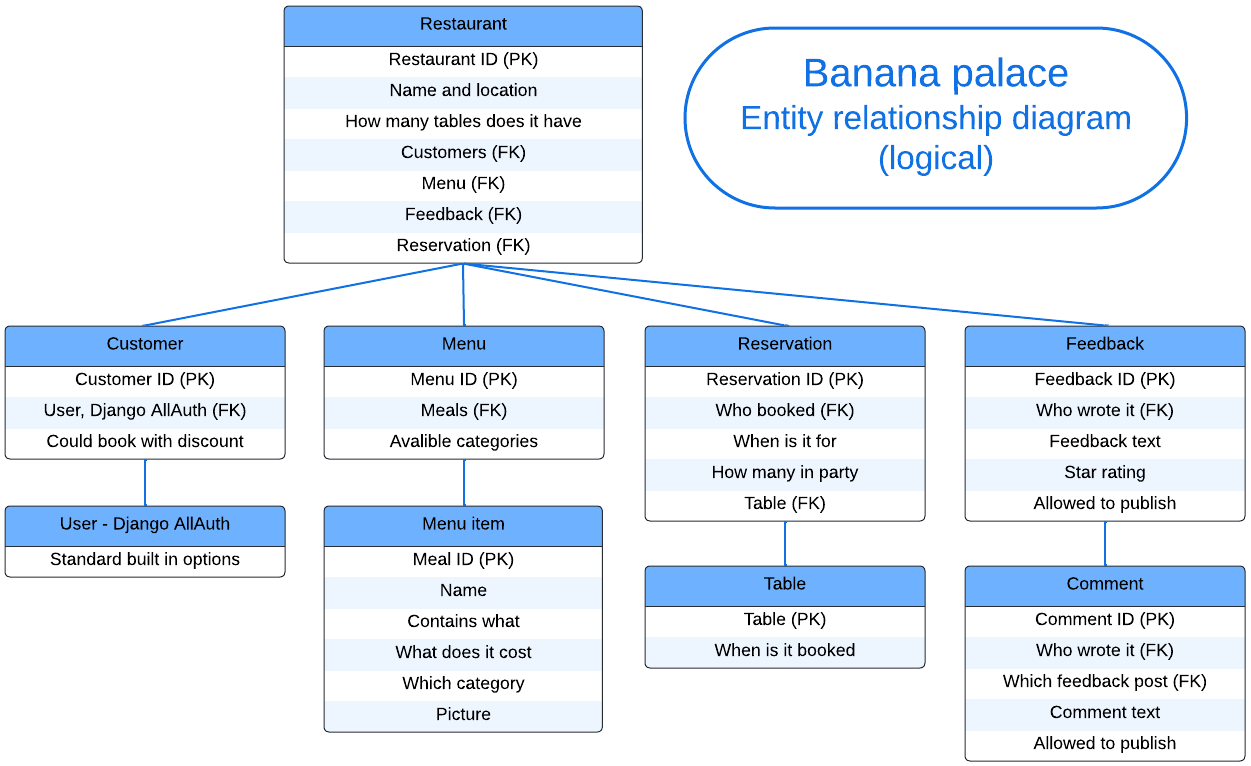 Restaurant
Restaurant ID (PK)
Name and location
How many tables does it have
Customers (FK)
Menu (FK)
Feedback (FK)
Reservation (FK)
Banana palace
Entity relationship diagram
(logical)
Customer
Customer ID (PK)
User, Django AllAuth (FK)
Could book with discount
User - Django AllAuth
Standard built in options
Menu
Menu ID (PK)
Meals (FK)
Avalible categories
Menu item
Meal ID (PK)
Name
Contains what
What does it cost
Which category
Picture
Reservation
Reservation ID (PK)
Who booked (FK)
When is it for
How many in party
Table (FK)
Table
Table (PK)
When is it booked
Feedback
Feedback ID (PK)
Who wrote it (FK)
Feedback text
Star rating
Allowed to publish
Comment
Comment ID (PK)
Who wrote it (FK)
Which feedback post (FK)
Comment text
Allowed to publish